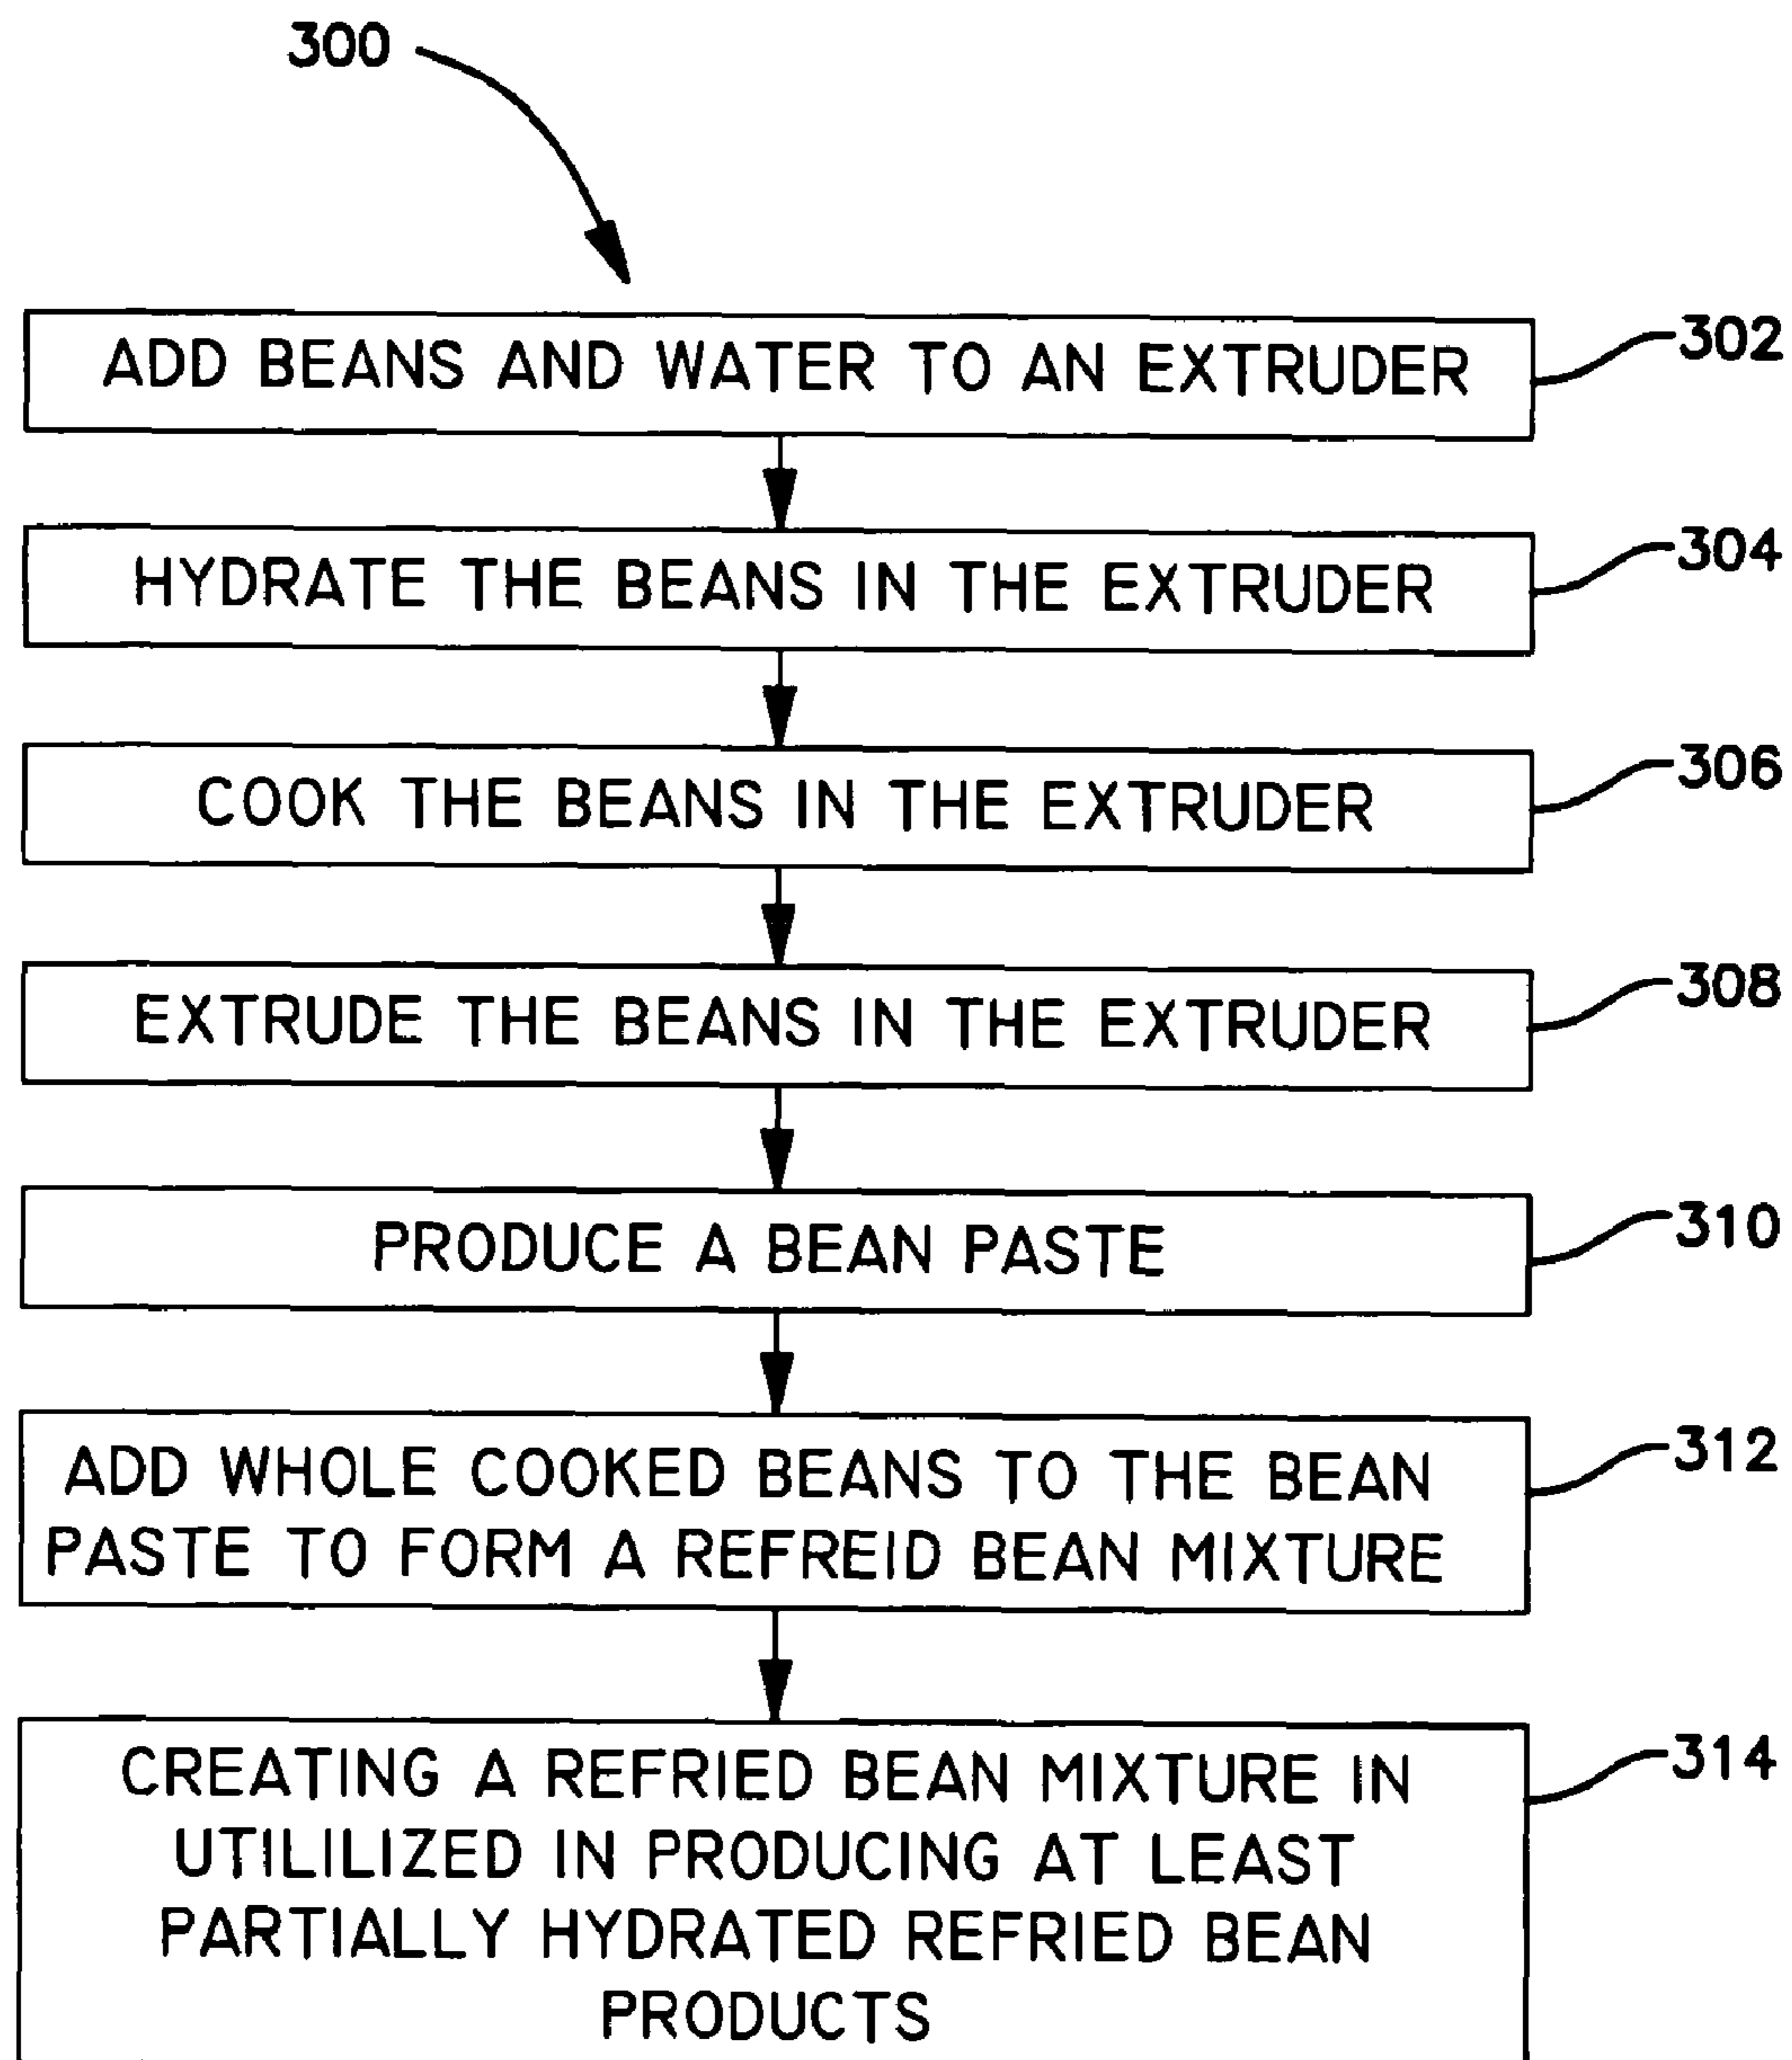 300
ADD BEANS AND WATER TO AN EXTRUDER
302
HYDRATE THE BEANS IN THE EXTRUDER
304
COOK THE BEANS IN THE EXTRUDER
306
EXTRUDE THE BEANS IN THE EXTRUDER
308
PRODUCE A BEAN PASTE
310
ADD WHOLE COOKED BEANS TO THE BEAN
PASTE TO FORM A REFREID BEAN MIXTURE
312
CREATING A REFRIED BEAN MIXTURE IN
UTILILIZED IN PRODUCING AT LEAST
PARTIALLY HYDRATED REFRIED BEAN
PRODUCTS
314